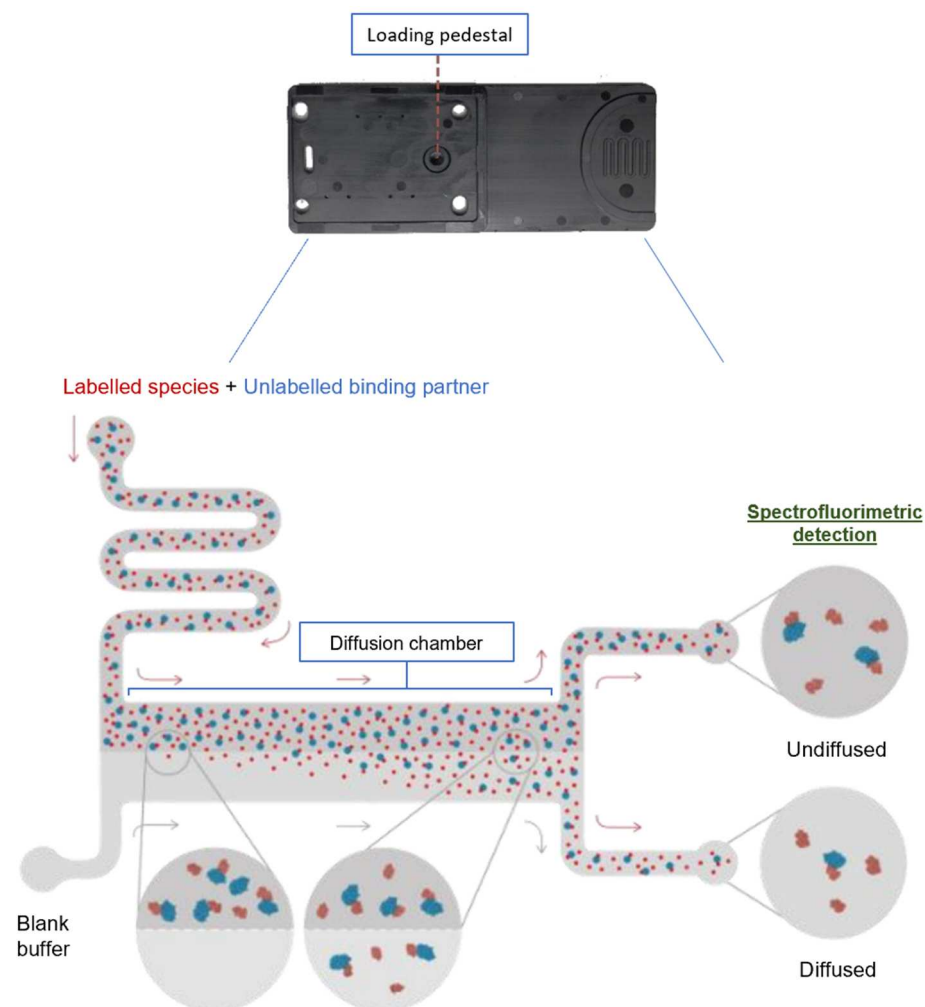 Loading pedestal
Labelled species + Unlabelled binding partner
Spectrofluorimetric
detection
Diffusion chamber
Undiffused
Blank
buffer
Diffused